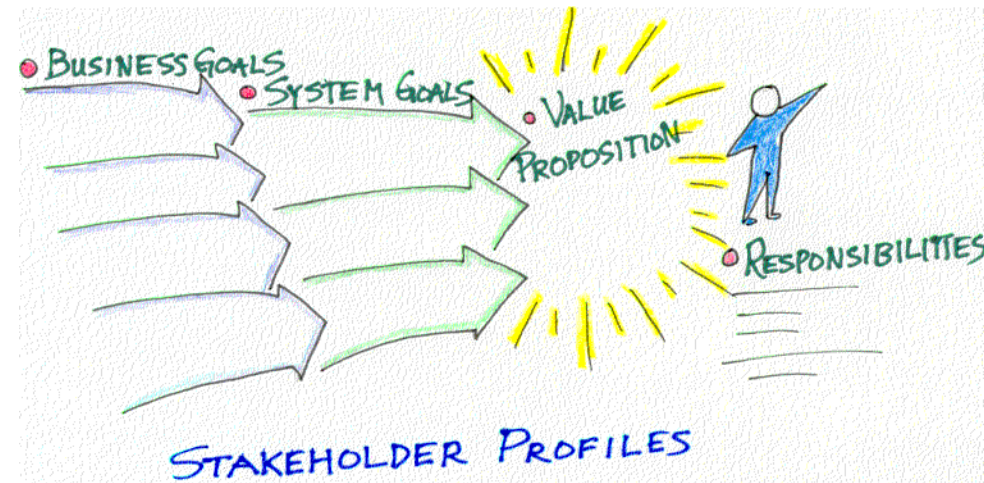 BUSINESS GOALS
SYSTEM GOALS
VALUE
PROPOSITION
RESPONSIBILITIES
STAKEHOLDER PROFILES